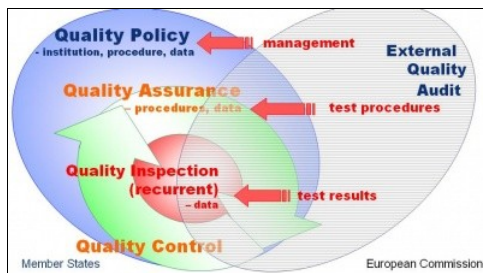 Quality Policy
- institution, procedure, data
management
External
Quality
Audit
Quality Assurance
– procedures, data
test procedures
Quality Inspection
(recurrent)
– data
test results
Quality Control
Member States
European Commission